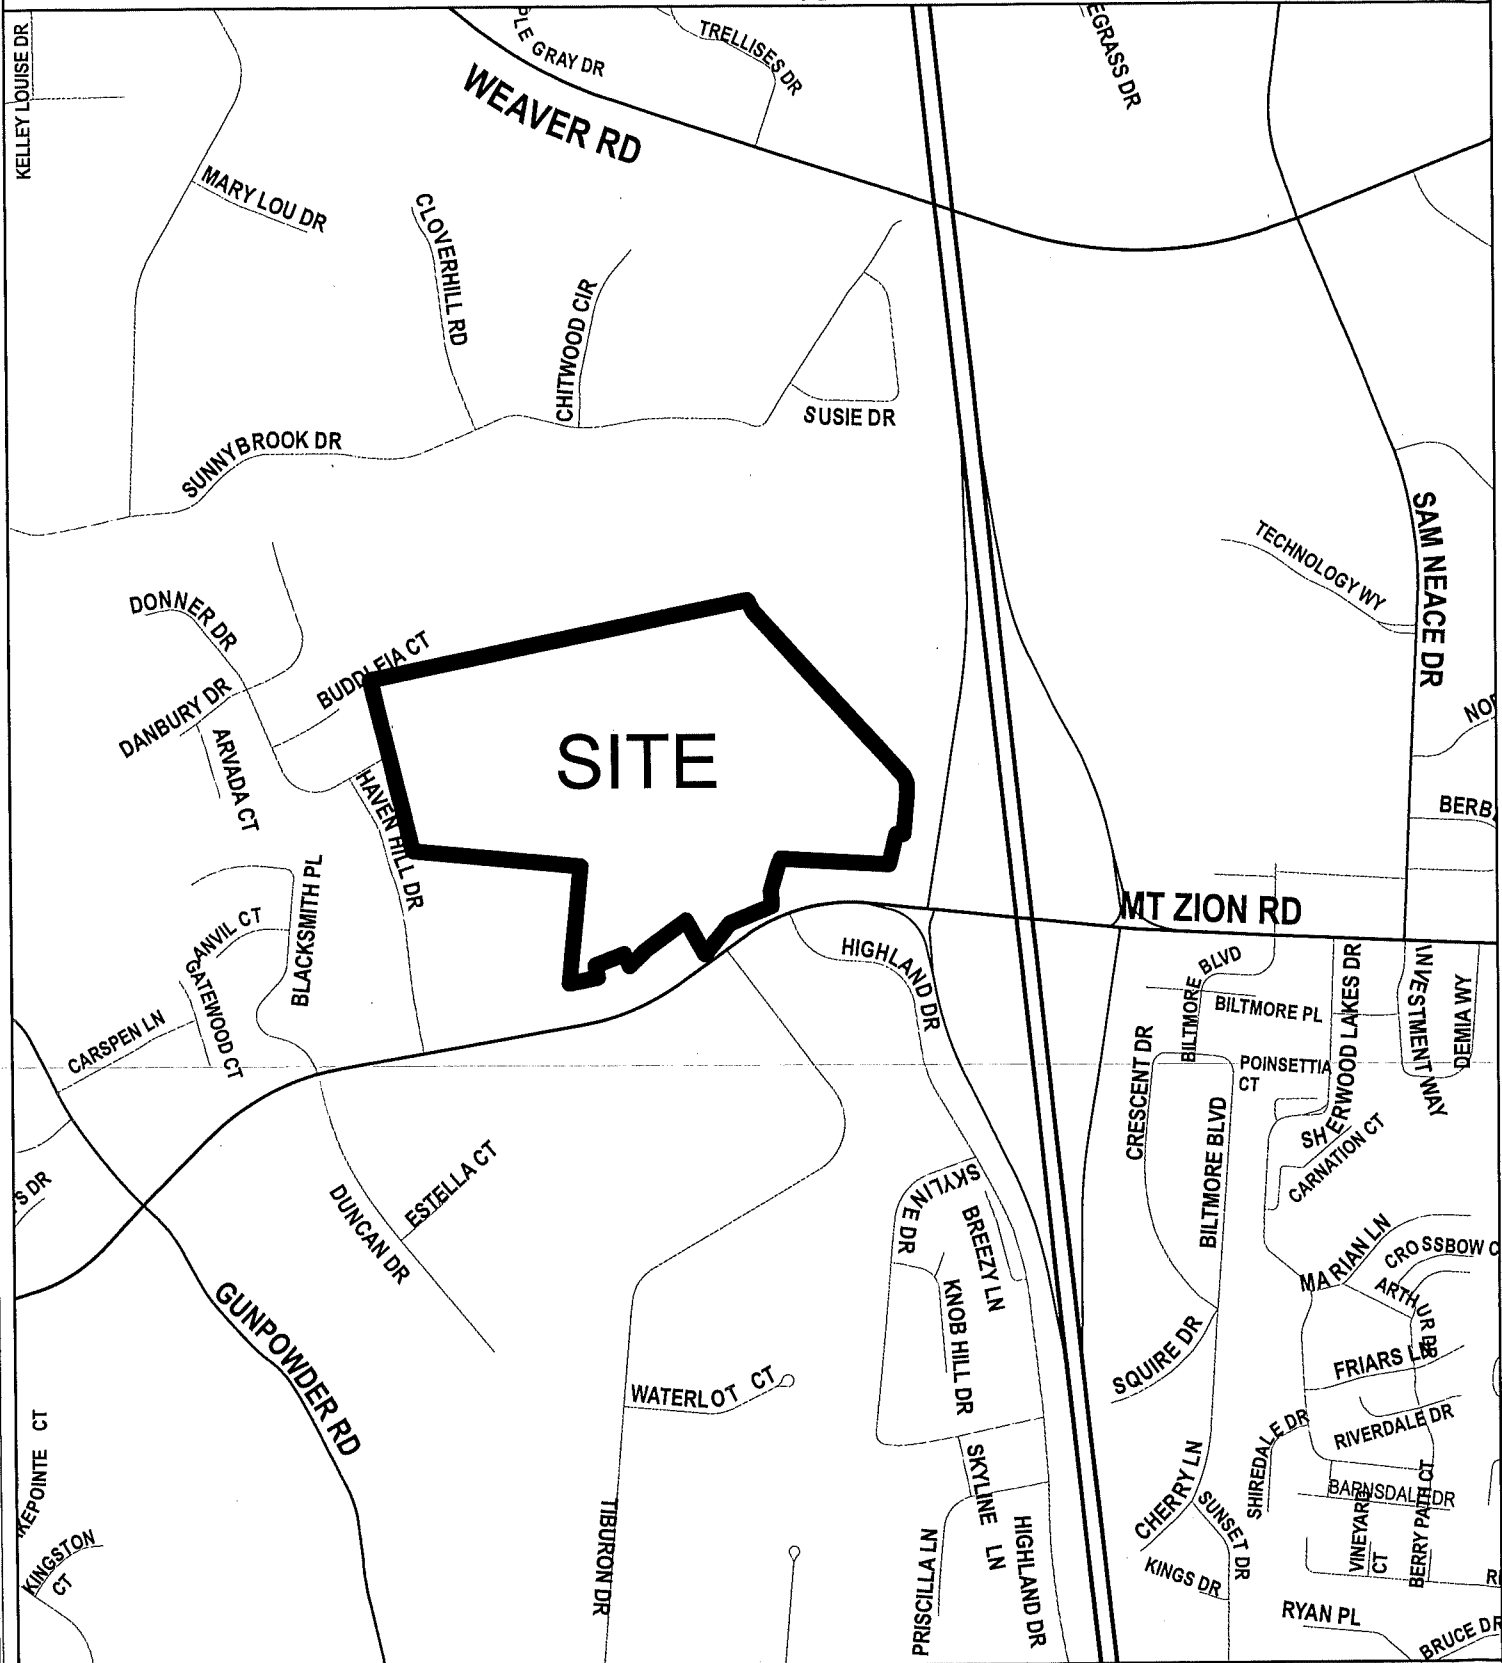 KELLEY LOUISE DR
PLE GRAY DR
TRELLISES DR
EGRASS DR
WEAVER RD
MARY LOU DR
CLOVERHILL RD
CHITWOOD CIR
SUSIE DR
SUNNYBROOK DR
SAM NEACE DR
TECHNOLOGY WY
DONNER DR
BUDDLEIA CT
DANBURY DR
ARVADA CT
SITE
HAVEN HILL DR
NOR
BERB
BLACKSMITH PL
ANVIL CT
GATEWOOD CT
CARSPEN LN
MT ZION RD
HIGHLAND DR
BILTMORE BLVD
BILTMORE PL
SHERWOOD LAKES DR
INVESTMENT WAY
DEMIA WY
CRESCENT DR
POINSETTIA
CT
BILTMORE BLVD
CARNATION CT
S DR
ESTELLA CT
DUNCAN DR
SKYLINE DR
BREEZY LN
KNOB HILL DR
MARIAN LN
CROSSBOW C
ARTHUR DR
GUNPOWDER RD
SQUIRE DR
FRIARS LN
WATERLOT CT
RIVERDALE DR
SHIREDALE DR
KEPOINTE CT
SKYLINE LN
CHERRY LN
SUNSET DR
BARNSDALE DR
VINEYARD
CT
BERRY PATH CT
KINGSTON
CT
TIBURON DR
PRISCILLA LN
HIGHLAND DR
KINGS DR
RYAN PL
BRUCE DR